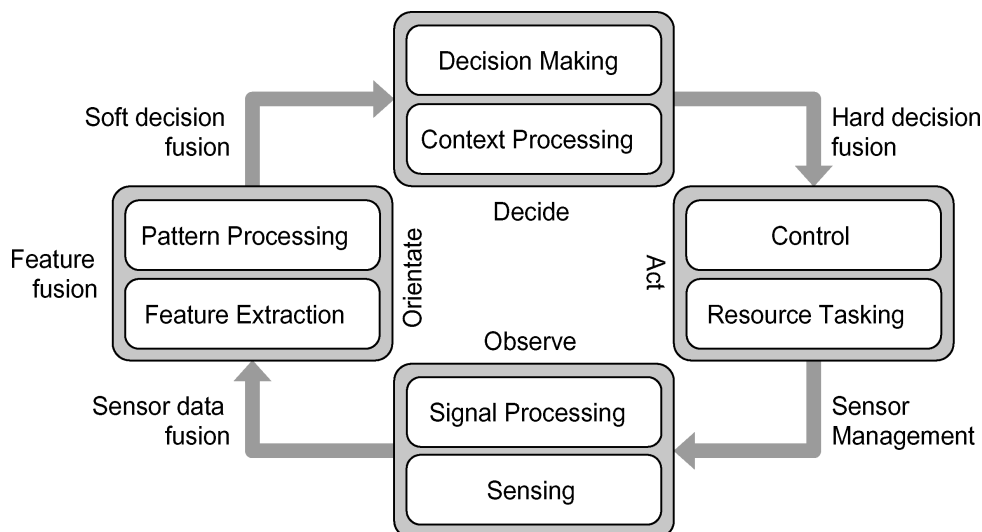 Decision Making
Context Processing
Decide
Soft decision
fusion
Hard decision
fusion
Pattern Processing
Feature Extraction
Orientate
Feature
fusion
Control
Resource Tasking
Act
Observe
Signal Processing
Sensing
Sensor data
fusion
Sensor
Management